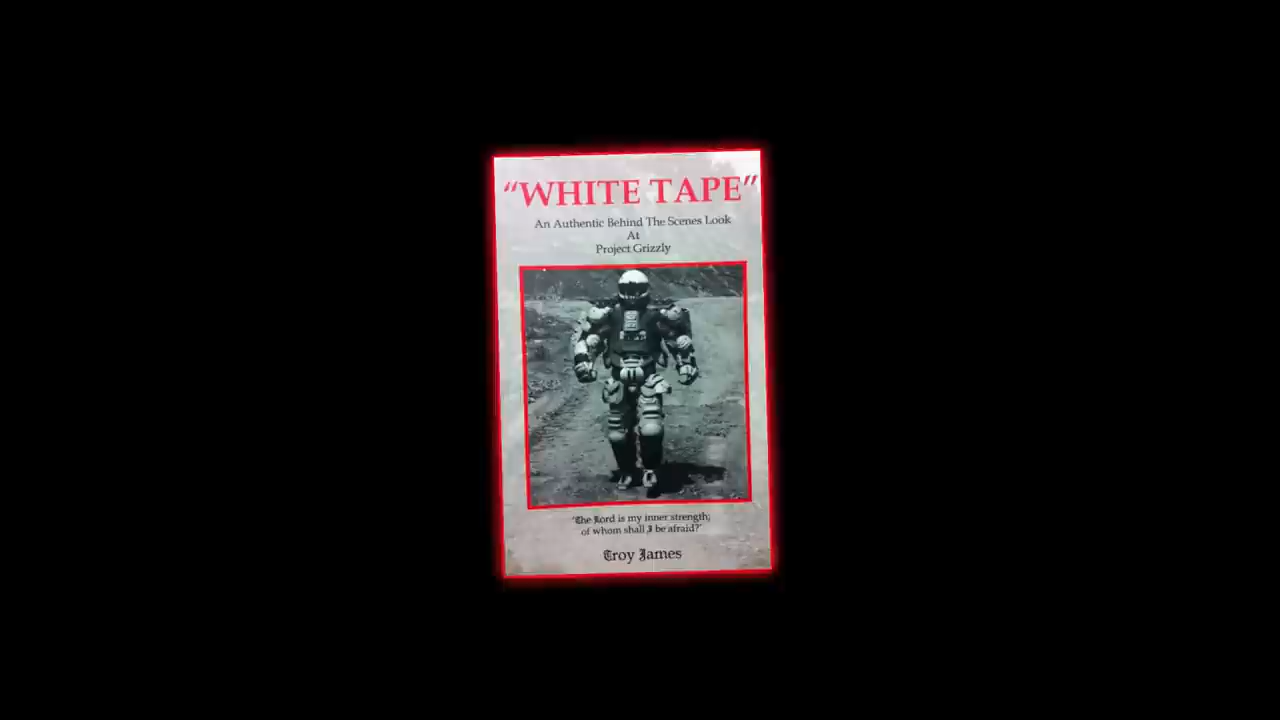 "WHITE TAPE"
An Authentic Behind The Scenes Look
At
Project Grizzly
'The Lord is my inner strength;
of whom shall I be afraid?'
Troy James